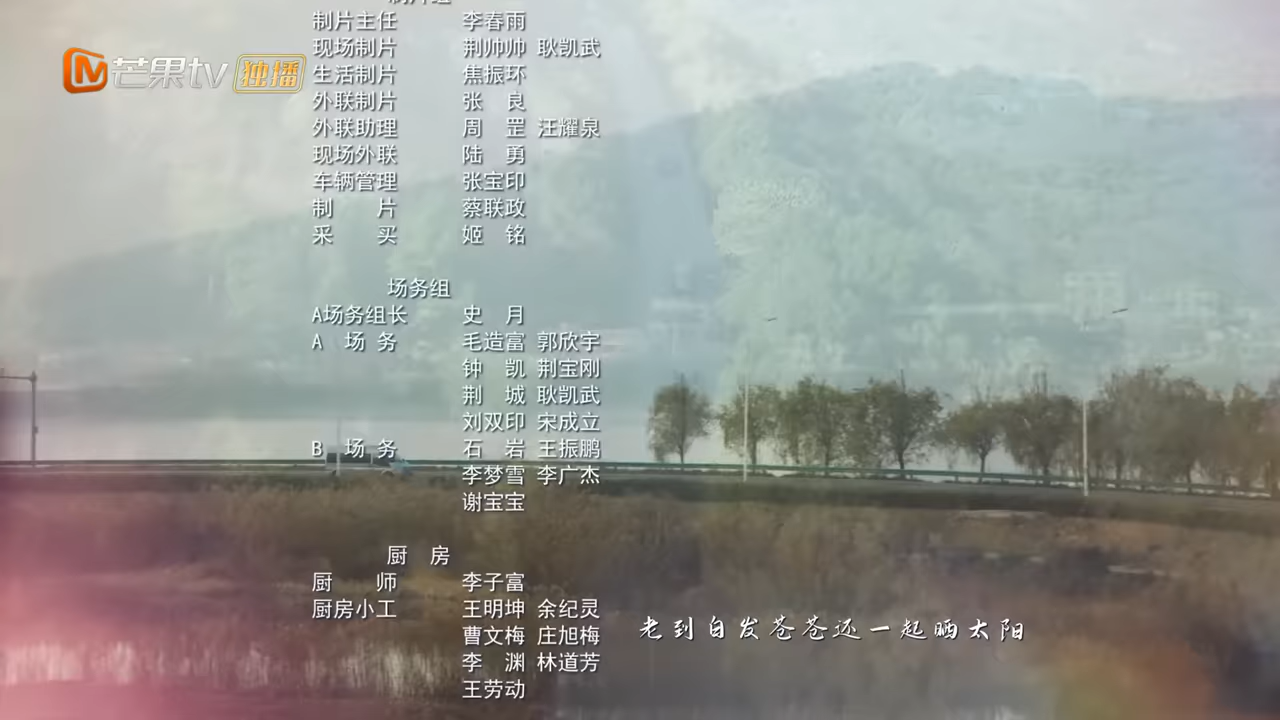 制片主任 李春雨
芒果tv 独播
现场制片 荆帅帅 耿凯武
生活制片 焦振环
外联制片 张 良
外联助理 周 罡 汪耀泉
现场外联 陆 勇
车辆管理 张宝印
制 片 蔡联政
采 买 姬 铭
场务组
A场务组长 史 月
A 场 务 毛造富 郭欣宇
钟 凯 荆宝刚
荆 城 耿凯武
刘双印 宋成立
B 场 务 石 岩 王振鹏
李梦雪 李广杰
谢宝宝
厨 房
厨 师 李子富
厨房小工 王明坤 余纪灵
曹文梅 庄旭梅
老到白发苍苍还一起晒太阳
李 渊 林道芳
王劳动